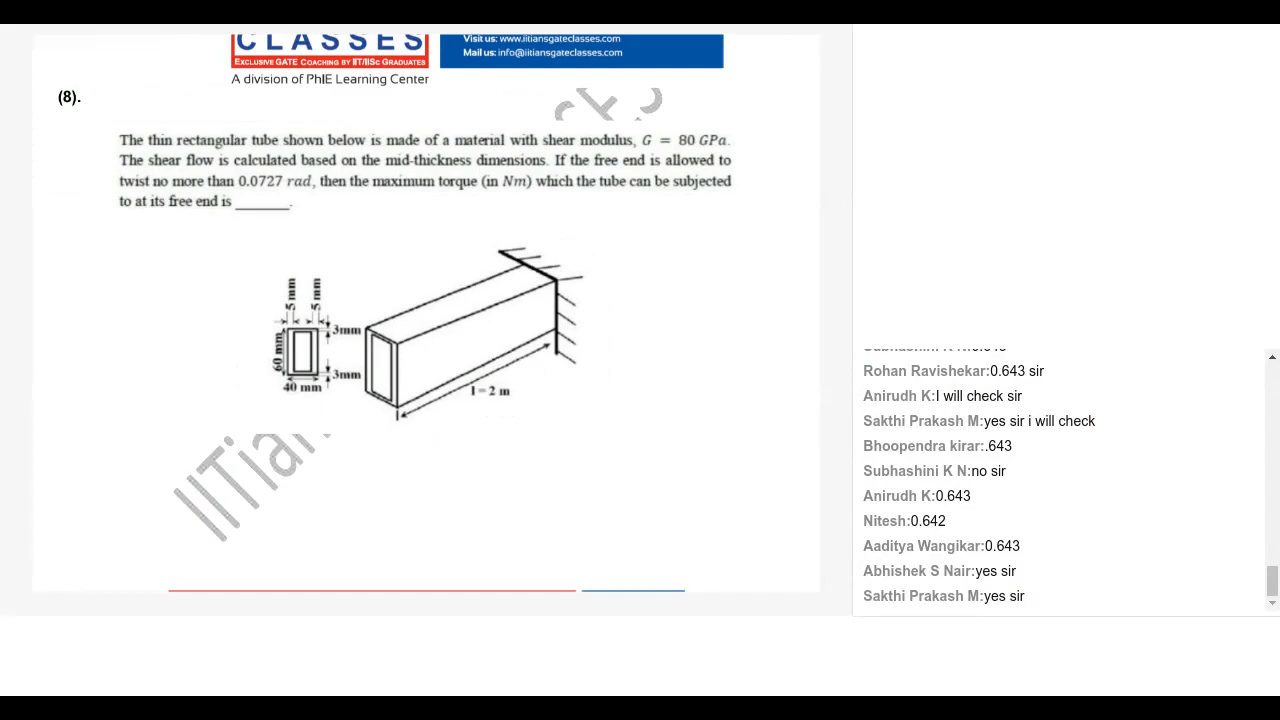 CLASSES
EXCLUSIVE GATE COACHING BY IIT/IISc GRADUATES
A division of PhIE Learning Center
Visit us: www.iitiansgateclasses.com
Mail us: info@iitiansgateclasses.com
(8).
The thin rectangular tube shown below is made of a material with shear modulus, G = 80 GPa.
The shear flow is calculated based on the mid-thickness dimensions. If the free end is allowed to
twist no more than 0.0727 rad, then the maximum torque (in Nm) which the tube can be subjected
to at its free end is ________.
5 mm
5 mm
3mm
60 mm
3mm
40 mm
l = 2 m
IITian
Rohan Ravishekar:0.643 sir
Anirudh K:I will check sir
Sakthi Prakash M:yes sir i will check
Bhoopendra kirar:.643
Subhashini K N:no sir
Anirudh K:0.643
Nitesh:0.642
Aaditya Wangikar:0.643
Abhishek S Nair:yes sir
Sakthi Prakash M:yes sir